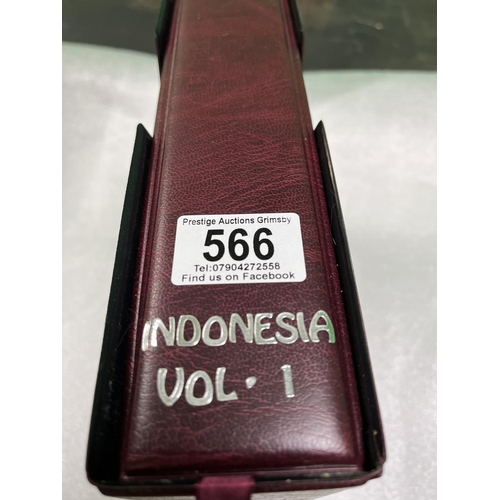 Prestige Auctions Grimsby
566
Tel:07904272558
Find us on Facebook
INDONESIA
VOL. 1